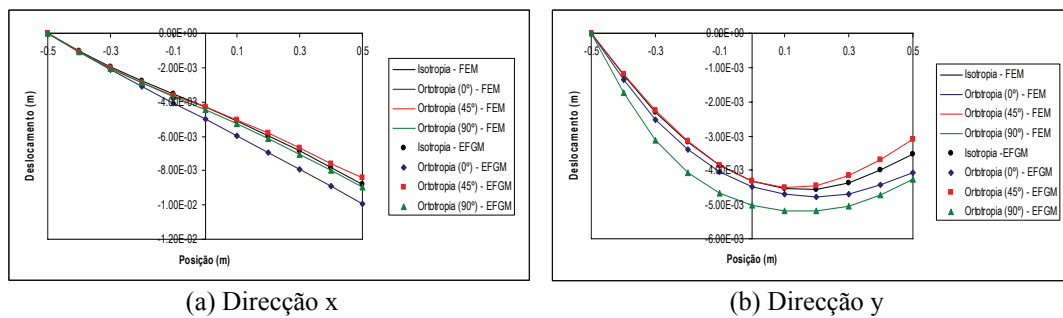 0.00E+00
-0.5 -0.3 -0.1 0.1 0.3 0.5
-2.00E-03
-4.00E-03
-6.00E-03
-8.00E-03
-1.00E-02
-1.20E-02
Deslocamento (m)
Posição (m)
Isotropia - FEM
Ortotropia (0º) - FEM
Ortotropia (45º) - FEM
Ortotropia (90º) - FEM
Isotropia - EFGM
Ortotropia (0º) - EFGM
Ortotropia (45º) - EFGM
Ortotropia (90º) - EFGM
(a) Direcção x
0.00E+00
-0.5 -0.3 -0.1 0.1 0.3 0.5
-1.00E-03
-2.00E-03
-3.00E-03
-4.00E-03
-5.00E-03
-6.00E-03
Deslocamento (m)
Posição (m)
Isotropia - FEM
Ortotropia (0º) - FEM
Ortotropia (45º) - FEM
Ortotropia (90º) - FEM
Isotropia -EFGM
Ortotropia (0º) - EFGM
Ortotropia (45º) - EFGM
Ortotropia (90º) - EFGM
(b) Direcção y